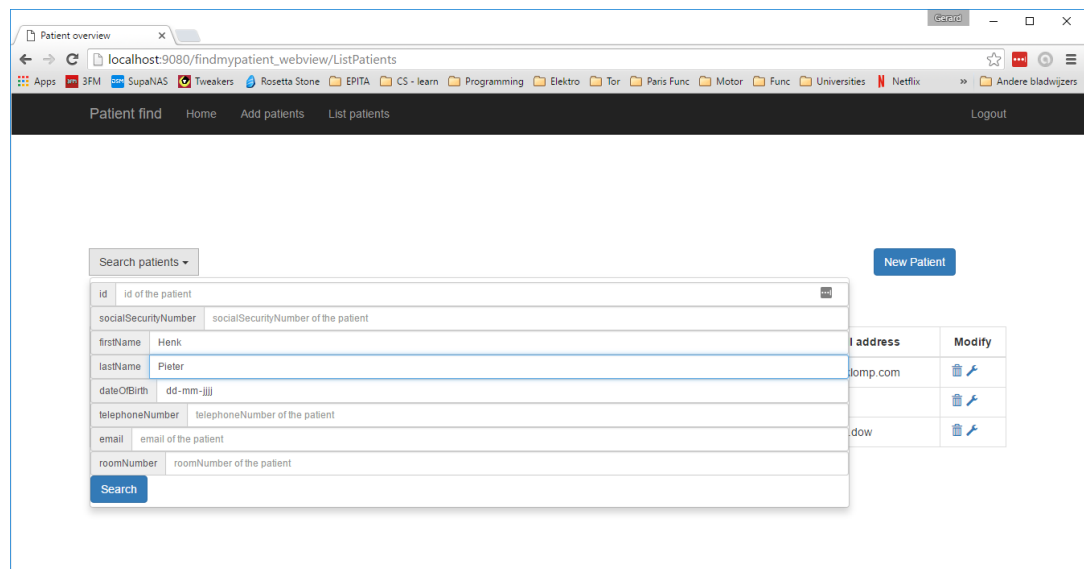 Gerard
Patient overview
localhost:9080/findmypatient_webview/ListPatients
Apps 3FM SupaNAS Tweakers Rosetta Stone EPITA CS - learn Programming Elektro Tor Paris Func Motor Func Universities Netflix » Andere bladwijzers
Patient find Home Add patients List patients Logout
Search patients New Patient
id id of the patient
socialSecurityNumber socialSecurityNumber of the patient
firstName Henk l address Modify
lastName Pieter lomp.com
dateOfBirth dd-mm-jjjj
telephoneNumber telephoneNumber of the patient
email email of the patient .dow
roomNumber roomNumber of the patient
Search